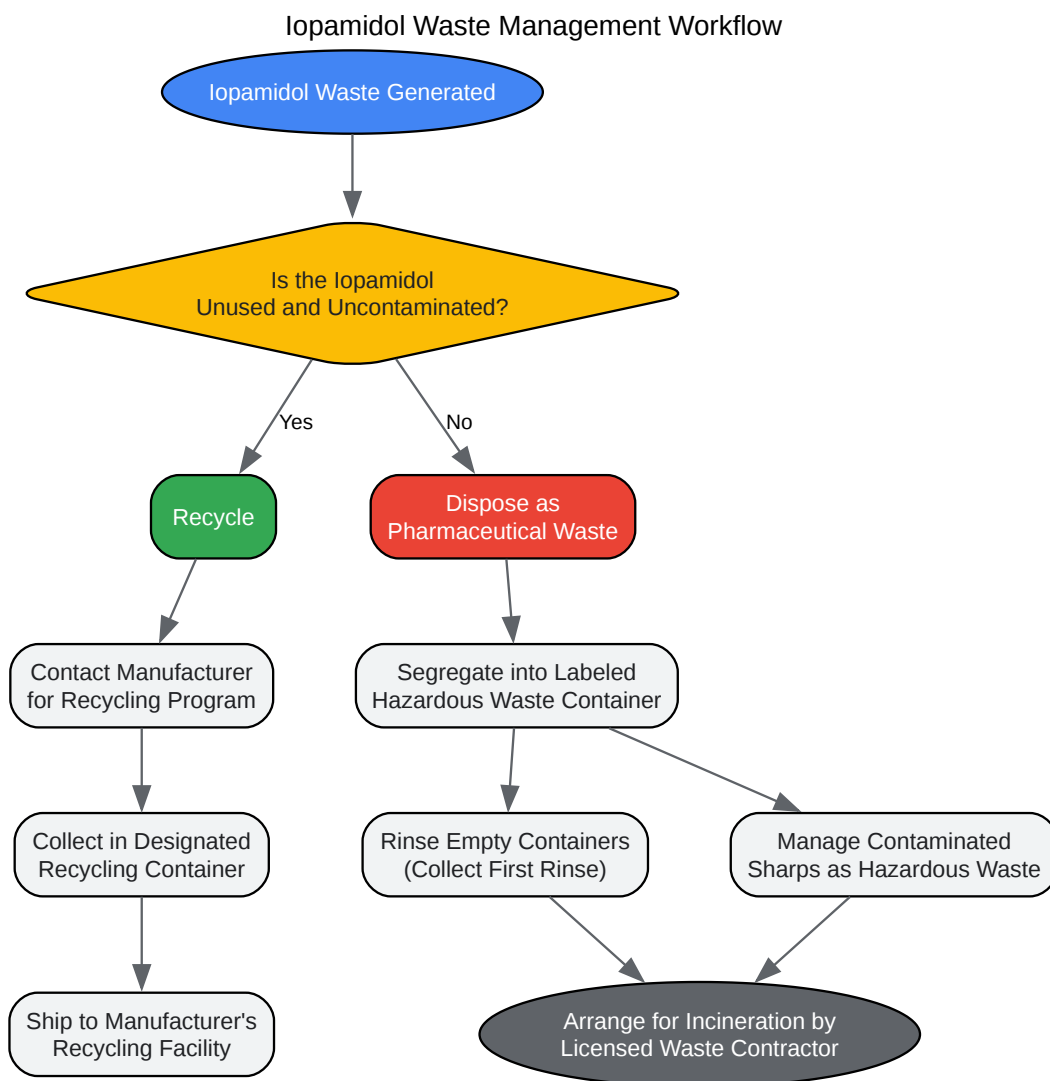 Iopamidol Waste Management Workflow
Iopamidol Waste Generated
Is the Iopamidol
Unused and Uncontaminated?
Yes
No
Recycle
Dispose as
Pharmaceutical Waste
Contact Manufacturer
for Recycling Program
Segregate into Labeled
Hazardous Waste Container
Collect in Designated
Recycling Container
Rinse Empty Containers
(Collect First Rinse)
Manage Contaminated
Sharps as Hazardous Waste
Ship to Manufacturer's
Recycling Facility
Arrange for Incineration by
Licensed Waste Contractor